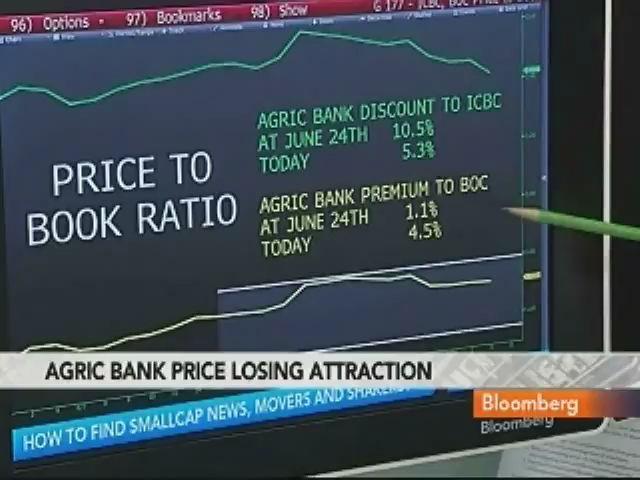 96) Options
97) Bookmarks
98) Show
G 177 - ICBC, BOC PRICE
AGRIC BANK DISCOUNT TO ICBC
AT JUNE 24TH 10.5%
TODAY 5.3%
PRICE TO
BOOK RATIO
AGRIC BANK PREMIUM TO BOC
AT JUNE 24TH 1.1%
TODAY 4.5%
AGRIC BANK PRICE LOSING ATTRACTION
Bloomberg
Bloomberg
HOW TO FIND SMALLCAP NEWS, MOVERS AND SHAKERS